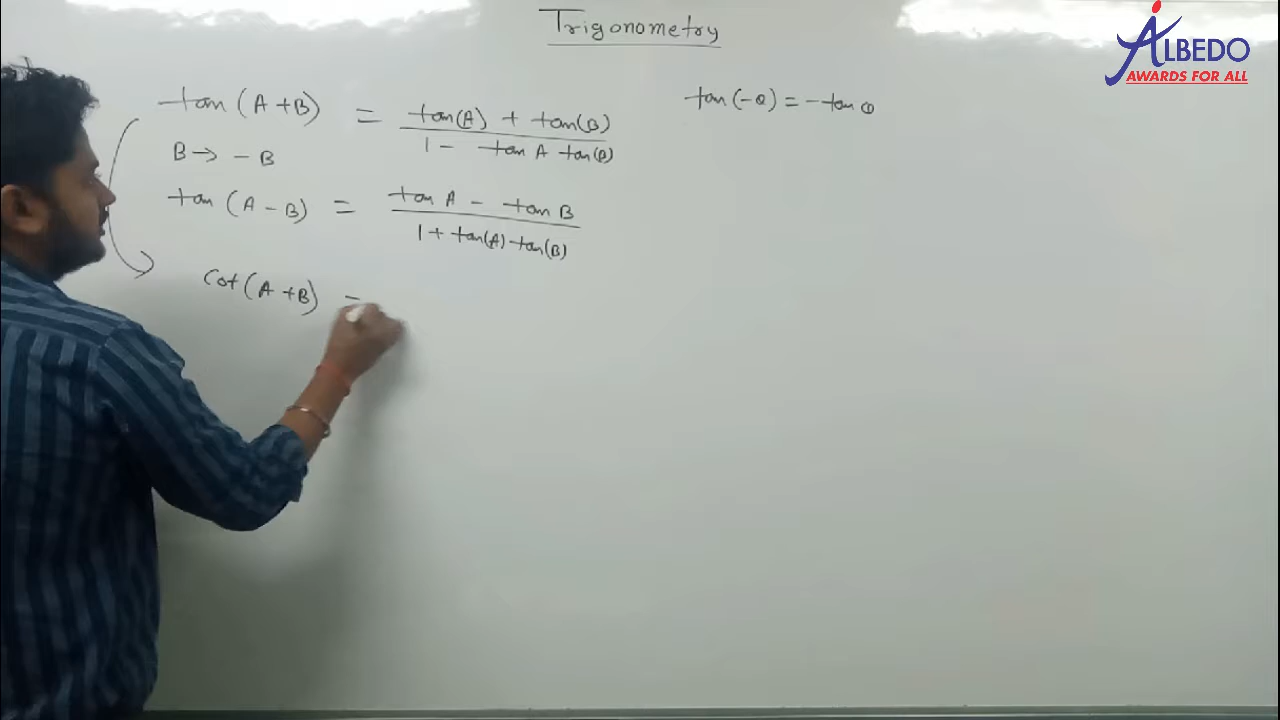 Trigonometry
ALBEDO
AWARDS FOR ALL
tan (A + B) = tan(A) + tan(B) / 1 - tan A tan(B)
tan (-θ) = - tan θ
B → - B
tan (A - B) = tan A - tan B / 1 + tan(A) tan(B)
Cot (A + B) =